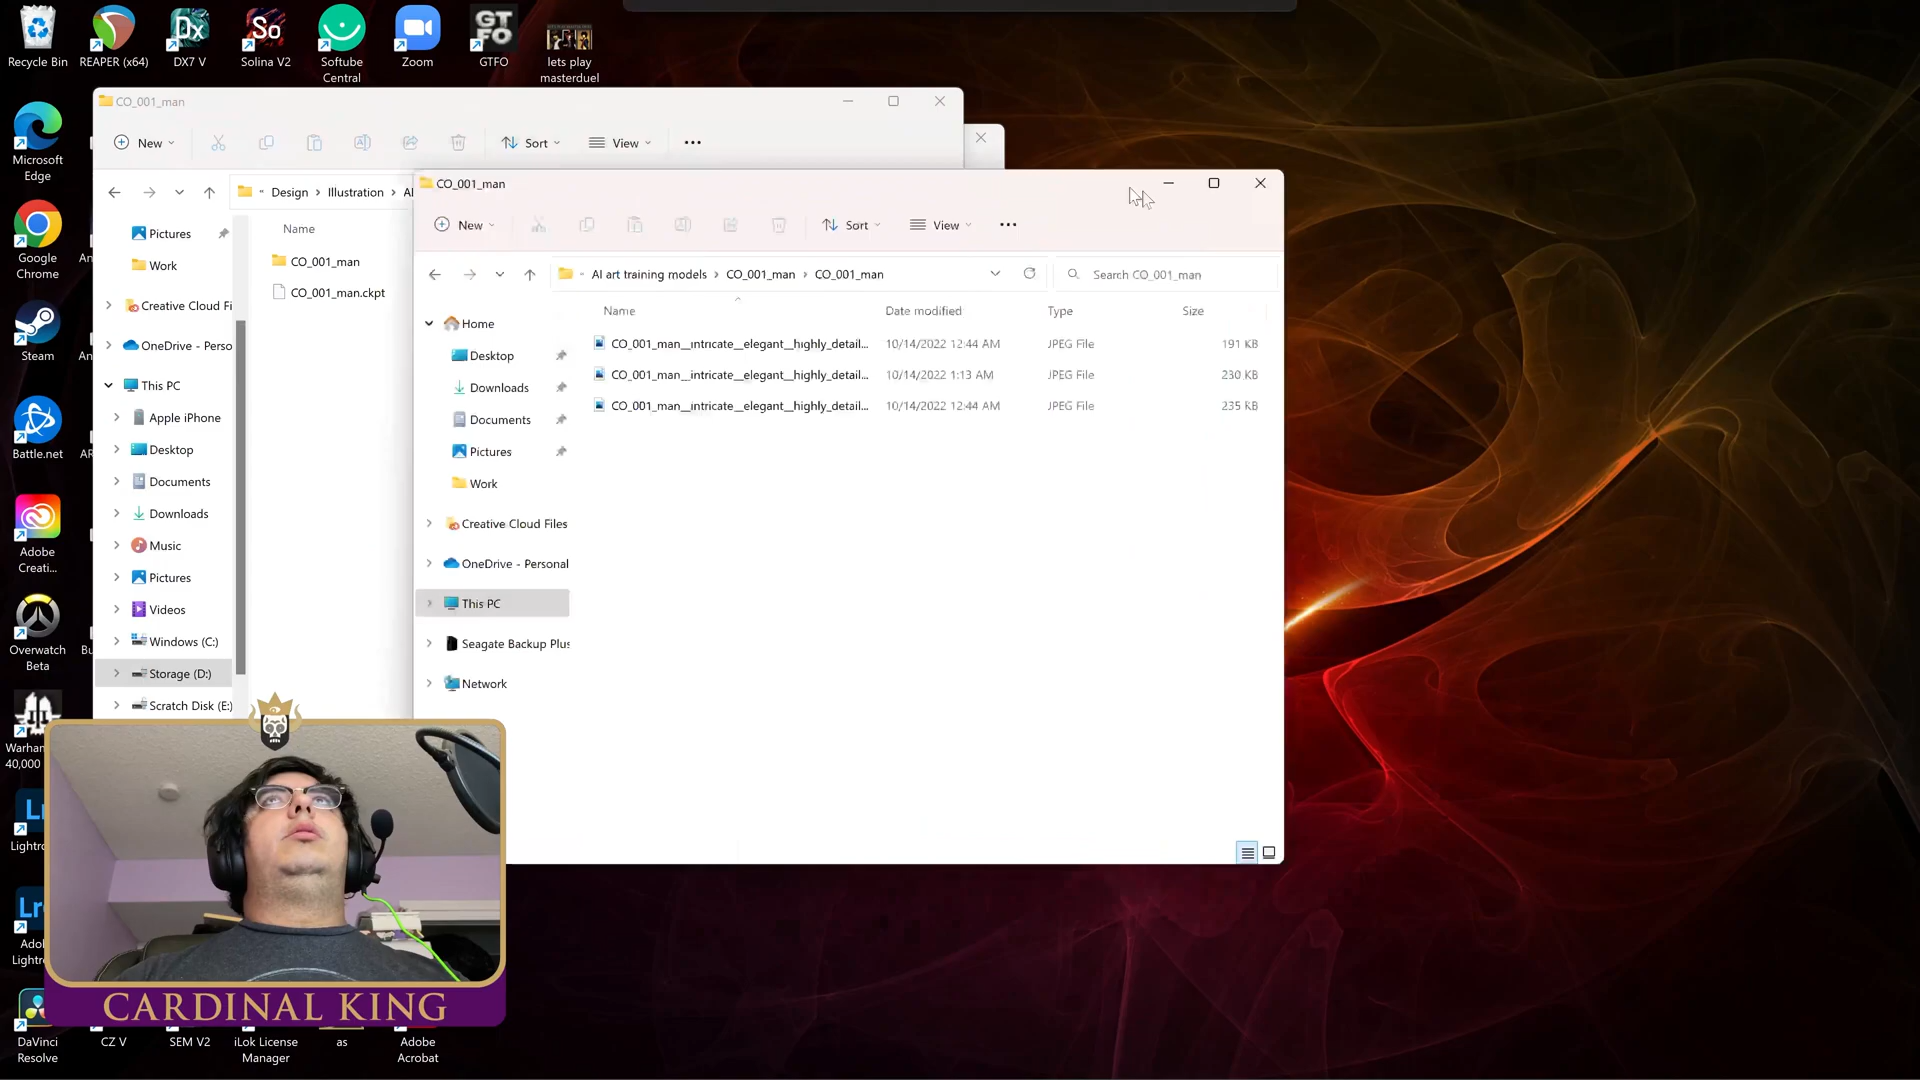 Recycle Bin
REAPER (x64)
DX7 V
Solina V2
Softube
Central
Zoom
GTFO
lets play
masterduel
Microsoft
Edge
Google
Chrome
Steam
Battle.net
Adobe
Creati...
Overwatch
Beta
Warham
40,000
Lightro
Adol
Lightro
DaVinci
Resolve
CZ V
SEM V2
iLok License
Manager
as
Adobe
Acrobat
CO_001_man
New
Sort
View
Design > Illustration > AI
Name
CO_001_man
CO_001_man.ckpt
Pictures
Work
Creative Cloud Fi
OneDrive - Perso
This PC
Apple iPhone
Desktop
Documents
Downloads
Music
Pictures
Videos
Windows (C:)
Storage (D:)
Scratch Disk (E:)
CO_001_man
New
Sort
View
AI art training models > CO_001_man > CO_001_man
Search CO_001_man
Name Date modified Type Size
CO_001_man__intricate__elegant__highly_detail... 10/14/2022 12:44 AM JPEG File 191 KB
CO_001_man__intricate__elegant__highly_detail... 10/14/2022 1:13 AM JPEG File 230 KB
CO_001_man__intricate__elegant__highly_detail... 10/14/2022 12:44 AM JPEG File 235 KB
Home
Desktop
Downloads
Documents
Pictures
Work
Creative Cloud Files
OneDrive - Personal
This PC
Seagate Backup Plus
Network
CARDINAL KING